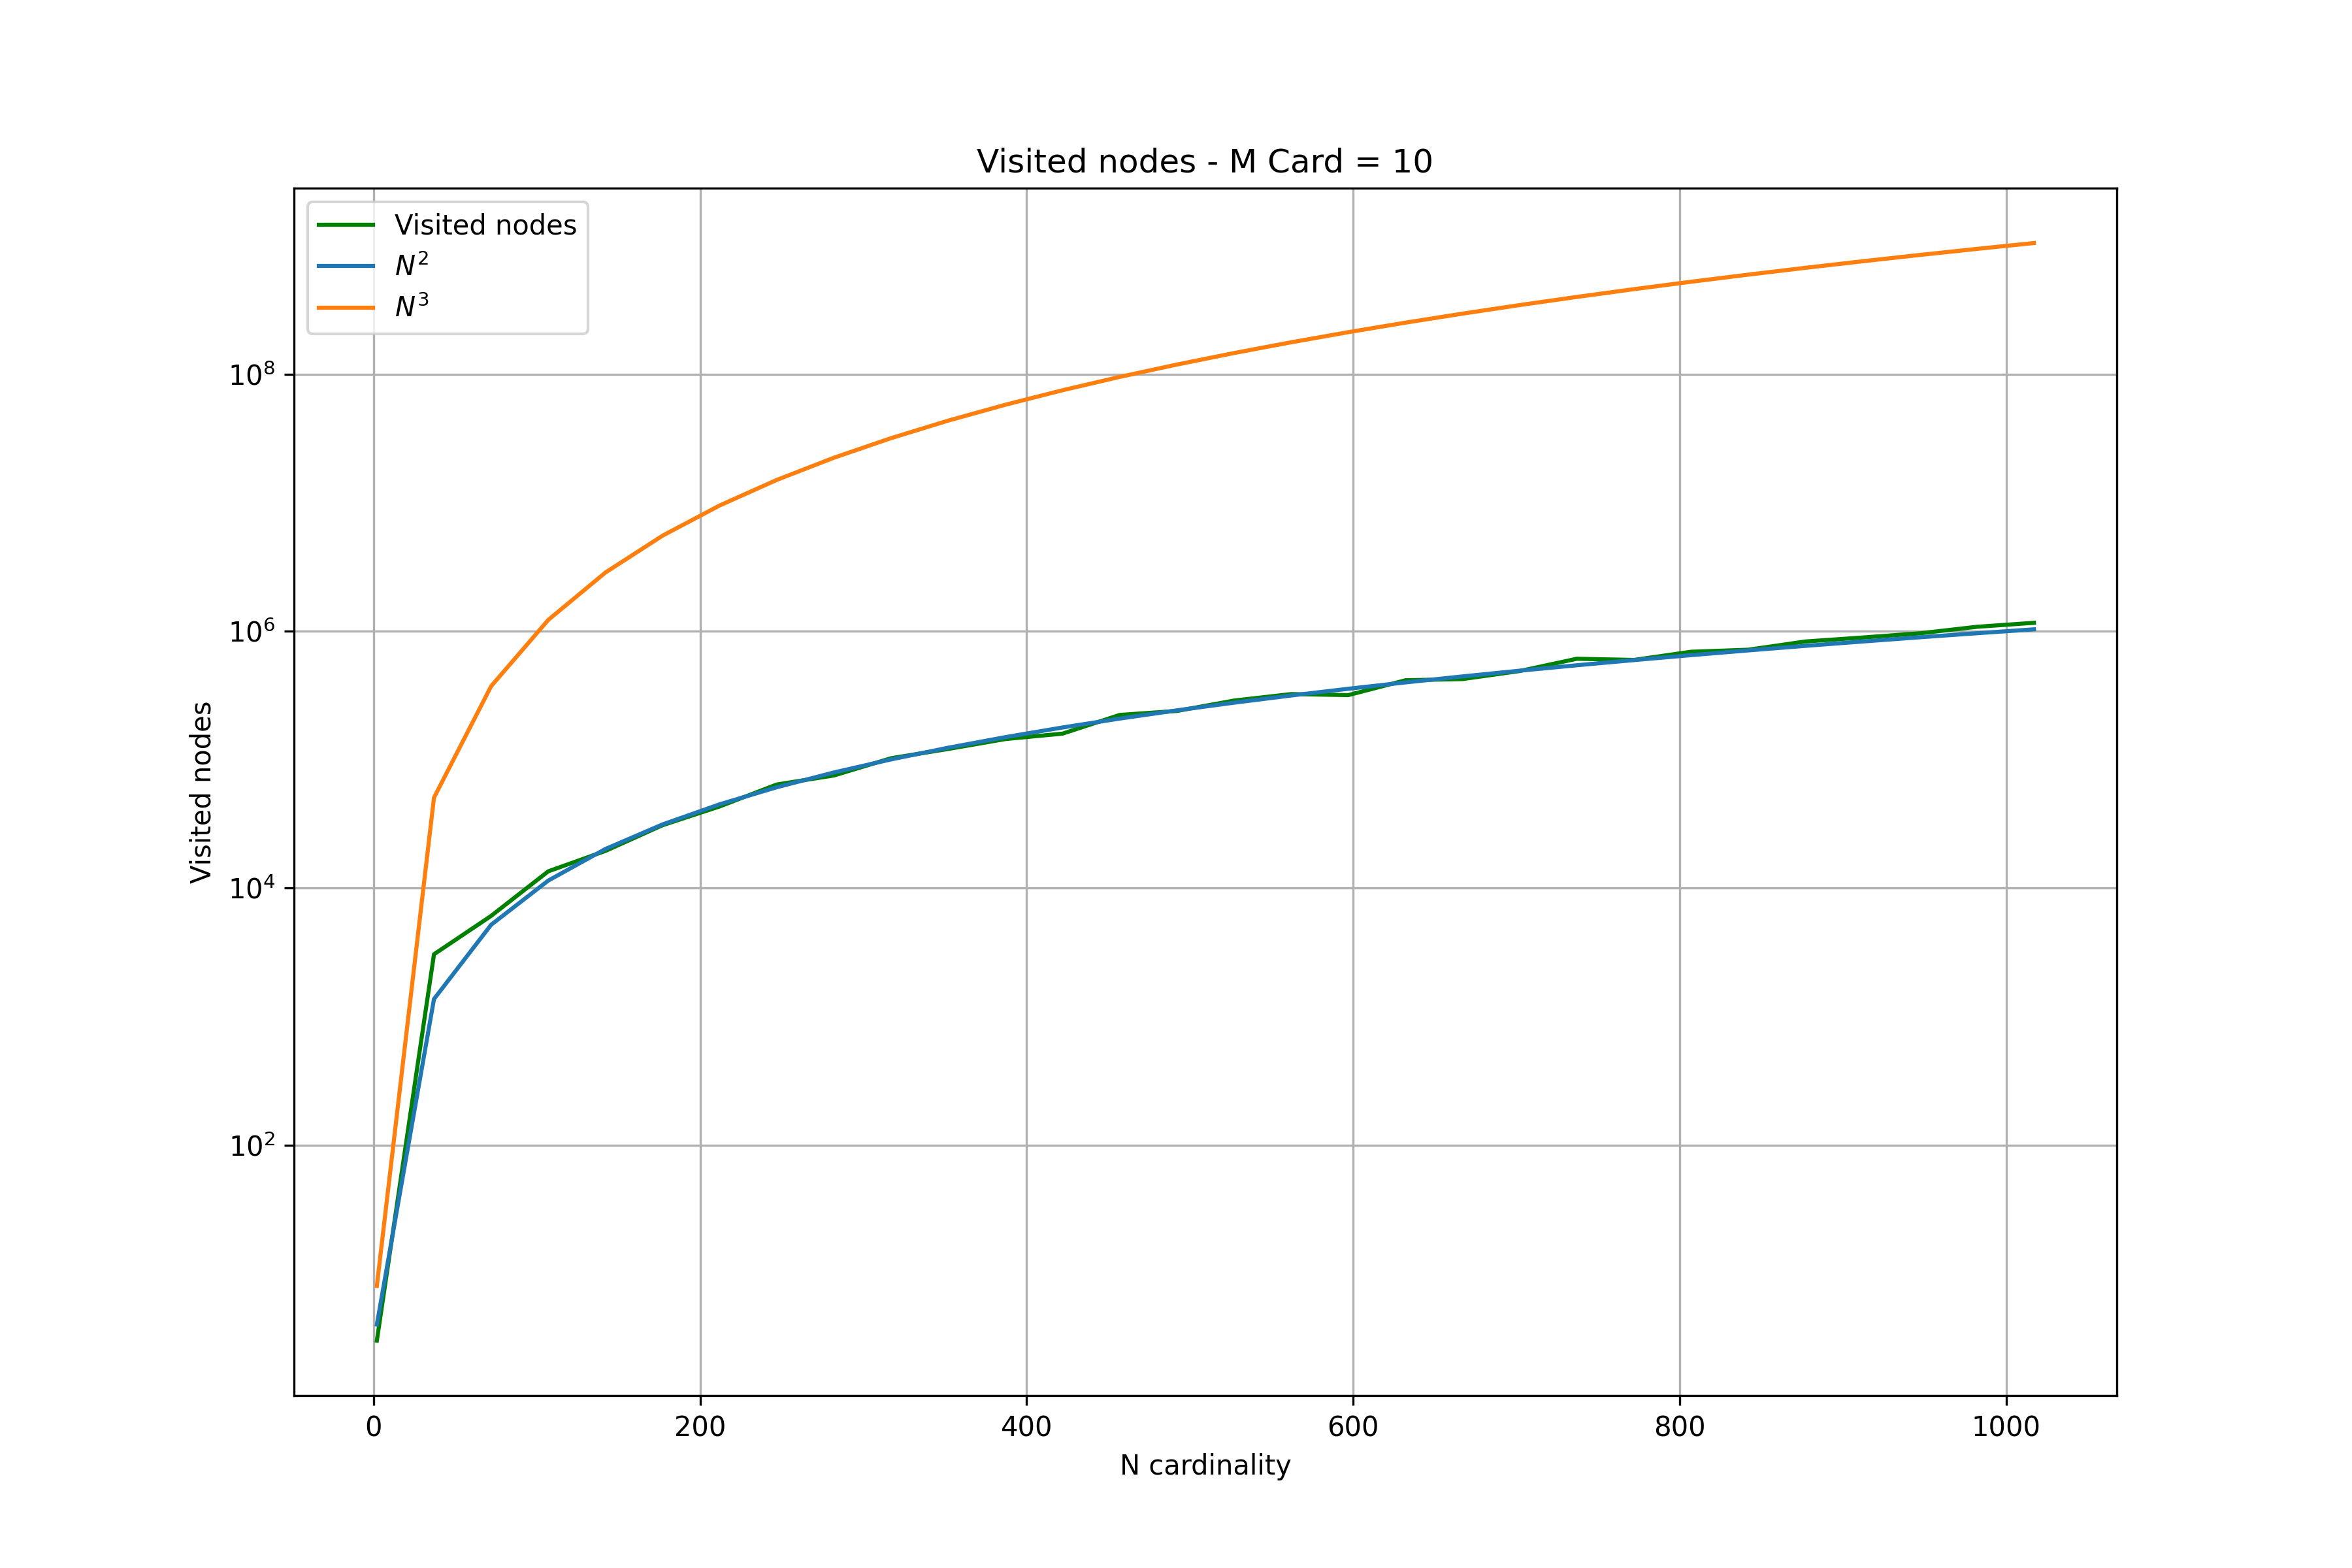 Visited nodes - M Card = 10
Visited nodes
N²
N³
10⁸
10⁶
10⁴
10²
Visited nodes
0 200 400 600 800 1000
N cardinality